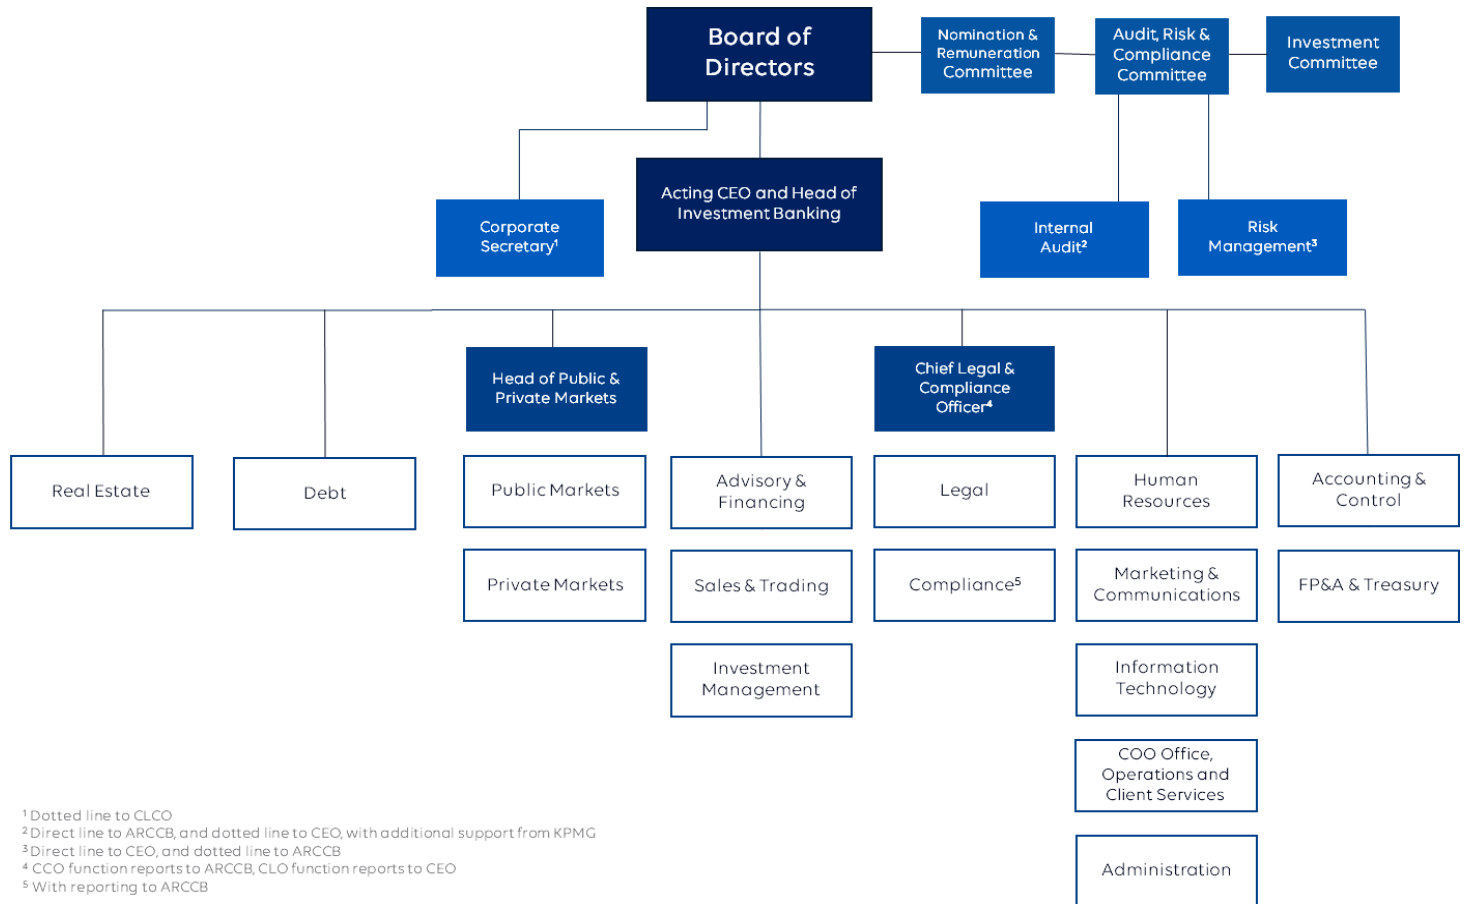 Board of
Directors
Nomination &
Remuneration
Committee
Audit, Risk &
Compliance
Committee
Investment
Committee
Acting CEO and Head of
Investment Banking
Corporate
Secretary¹
Internal
Audit²
Risk
Management³
Head of Public &
Private Markets
Chief Legal &
Compliance
Officer⁴
Real Estate
Debt
Public Markets
Advisory &
Financing
Legal
Human
Resources
Accounting &
Control
Private Markets
Sales & Trading
Compliance⁵
Marketing &
Communications
FP&A & Treasury
Investment
Management
Information
Technology
COO Office,
Operations and
Client Services
Administration
¹ Dotted line to CLCO
² Direct line to ARCCB, and dotted line to CEO, with additional support from KPMG
³ Direct line to CEO, and dotted line to ARCCB
⁴ CCO function reports to ARCCB, CLO function reports to CEO
⁵ With reporting to ARCCB